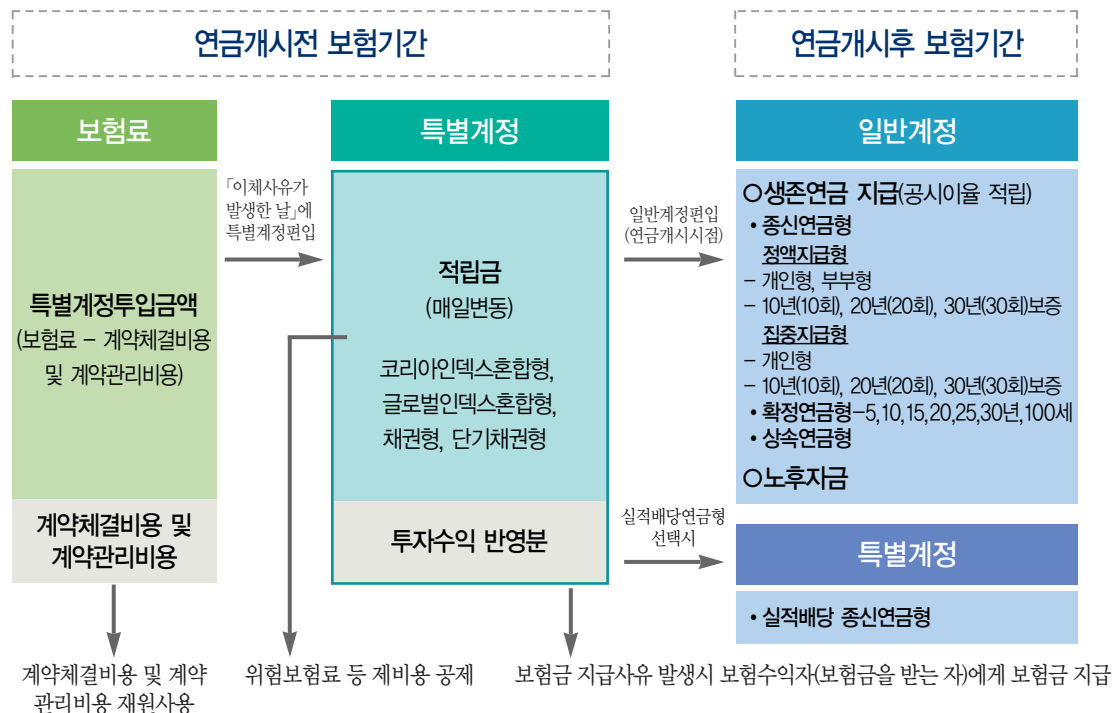 연금개시전 보험기간
연금개시후 보험기간
보험료
특별계정투입금액
(보험료 – 계약체결비용
및 계약관리비용)
계약체결비용 및
계약관리비용
계약체결비용 및 계약
관리비용 재원사용
「이체사유가
발생한 날」에
특별계정편입
특별계정
적립금
(매일변동)
코리아인덱스혼합형,
글로벌인덱스혼합형,
채권형, 단기채권형
투자수익 반영분
위험보험료 등 제비용 공제
보험금 지급사유 발생시 보험수익자(보험금을 받는 자)에게 보험금 지급
일반계정편입
(연금개시시점)
실적배당연금형
선택시
일반계정
○생존연금 지급(공시이율 적립)
• 종신연금형
정액지급형
– 개인형, 부부형
– 10년(10회), 20년(20회), 30년(30회)보증
집중지급형
– 개인형
– 10년(10회), 20년(20회), 30년(30회)보증
• 확정연금형–5,10,15,20,25,30년,100세
• 상속연금형
○노후자금
특별계정
• 실적배당 종신연금형